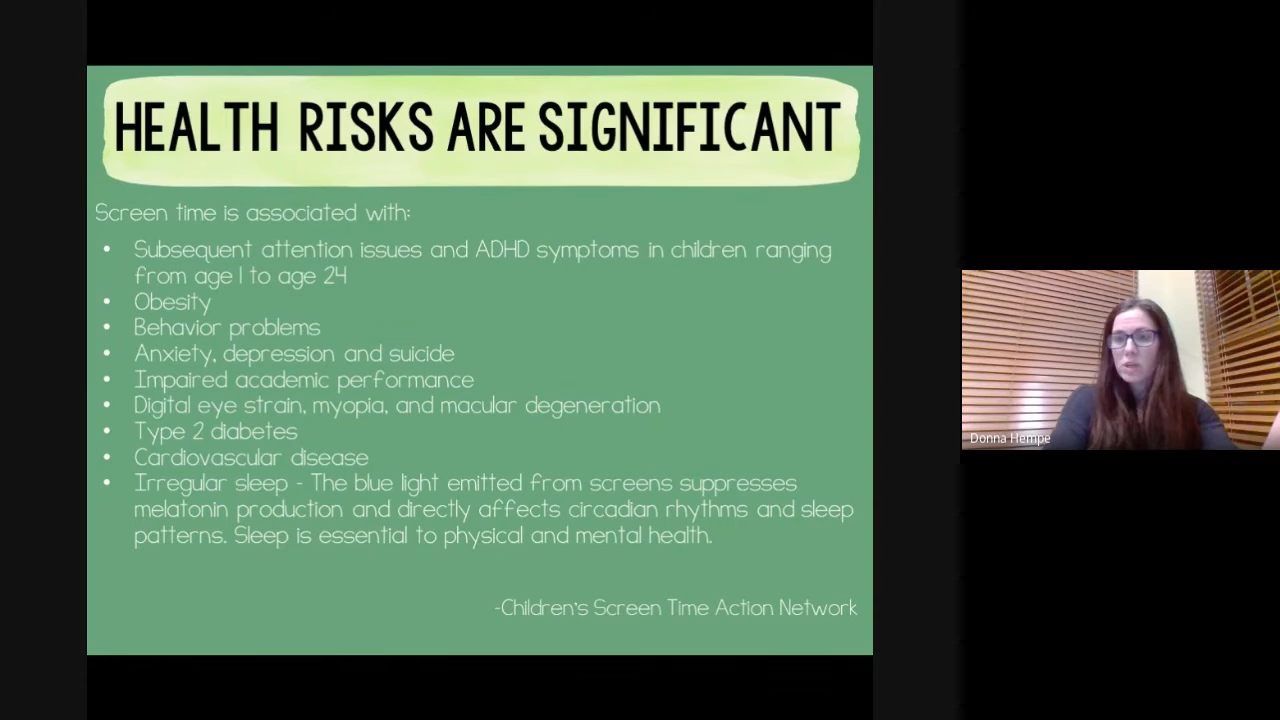 HEALTH RISKS ARE SIGNIFICANT
Screen time is associated with:
• Subsequent attention issues and ADHD symptoms in children ranging
from age 1 to age 24
• Obesity
• Behavior problems
• Anxiety, depression and suicide
• Impaired academic performance
• Digital eye strain, myopia, and macular degeneration
• Type 2 diabetes
• Cardiovascular disease
• Irregular sleep - The blue light emitted from screens suppresses
melatonin production and directly affects circadian rhythms and sleep
patterns. Sleep is essential to physical and mental health.
-Children's Screen Time Action Network
Donna Hempe